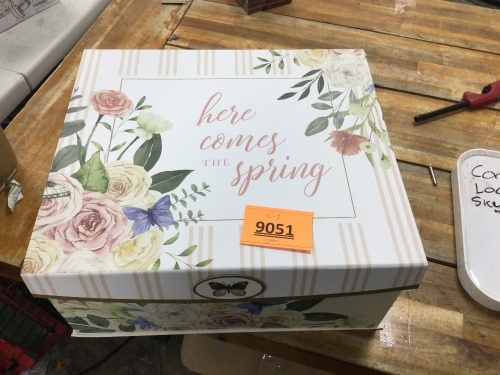 here
comes
THE spring
9051